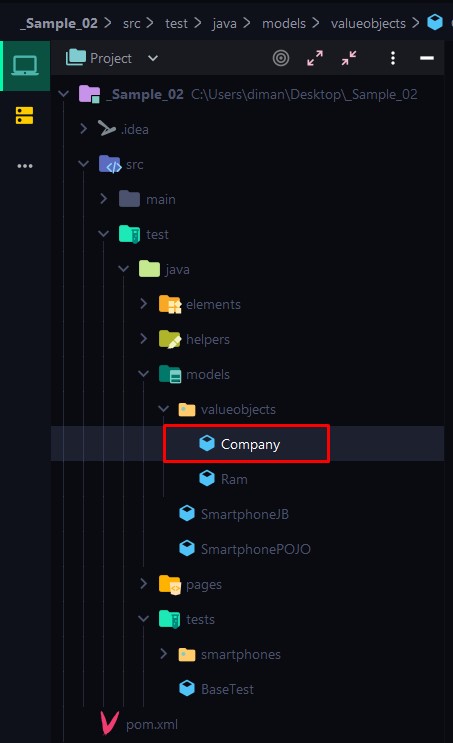 _Sample_02 > src > test > java > models > valueobjects > C
Project
_Sample_02 C:\Users\diman\Desktop\_Sample_02
.idea
src
main
test
java
elements
helpers
models
valueobjects
Company
Ram
SmartphoneJB
SmartphonePOJO
pages
tests
smartphones
BaseTest
pom.xml